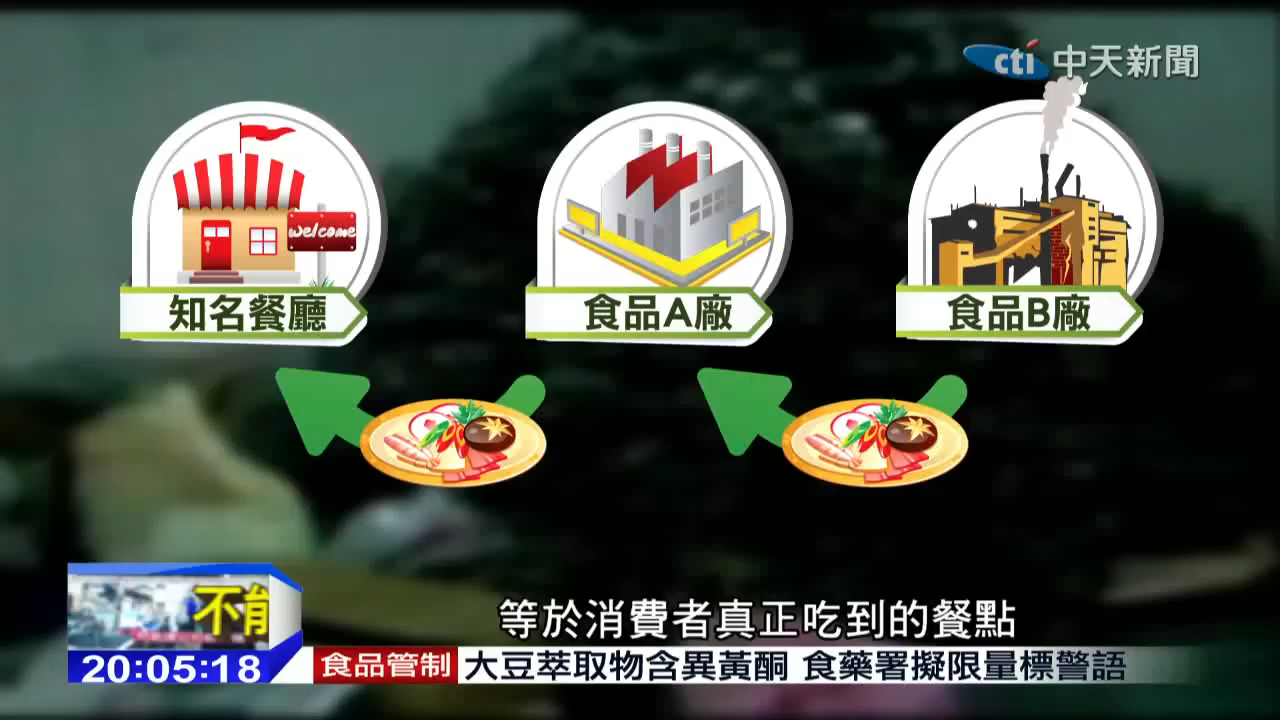 cti 中天新聞
welcome
知名餐廳
食品A廠
食品B廠
不能
等於消費者真正吃到的餐點
20:05:18
食品管制
大豆萃取物含異黃酮 食藥署擬限量標警語